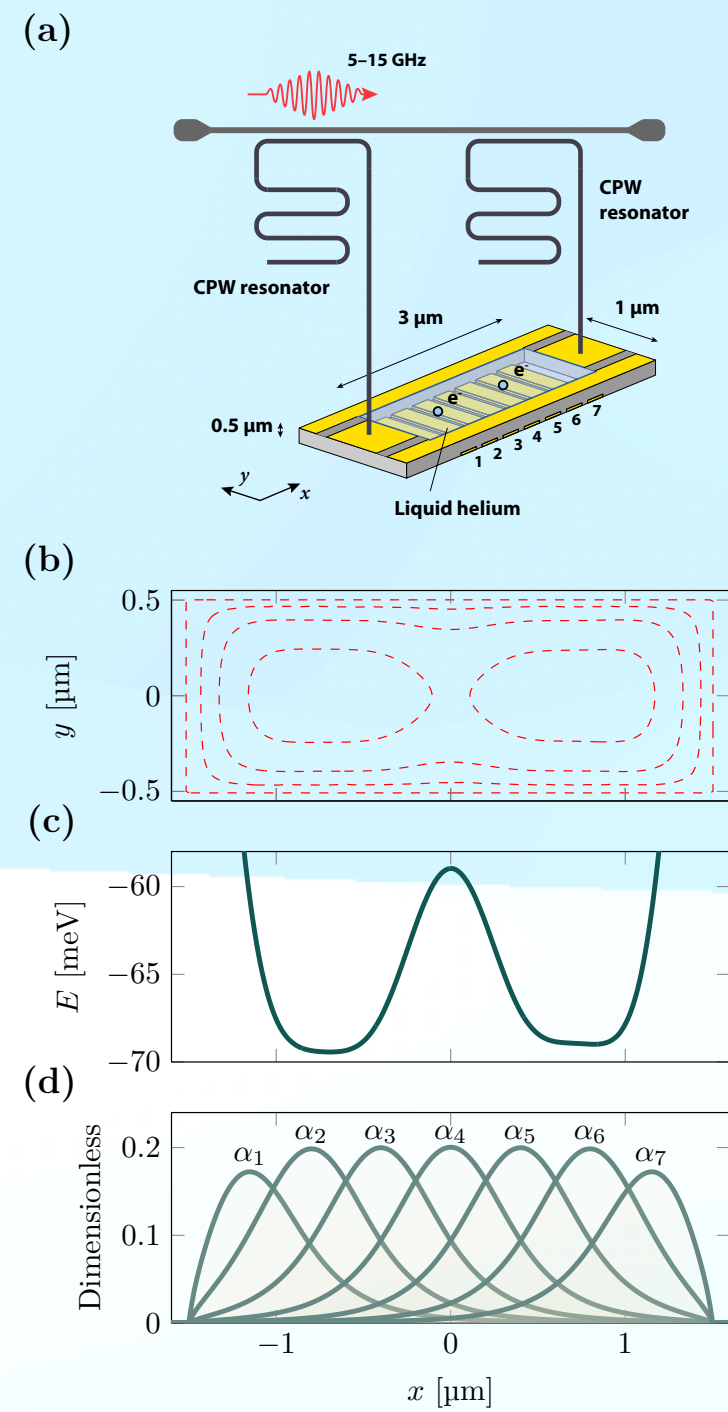 (a)
5–15 GHz
CPW
resonator
CPW resonator
3 µm
1 µm
e-
e-
0.5 µm
1 2 3 4 5 6 7
y
x
Liquid helium
(b)
0.5
0
−0.5
y [µm]
(c)
−60
−65
−70
E [meV]
(d)
0.2
0.1
0
Dimensionless
α1 α2 α3 α4 α5 α6 α7
−1 0 1
x [µm]